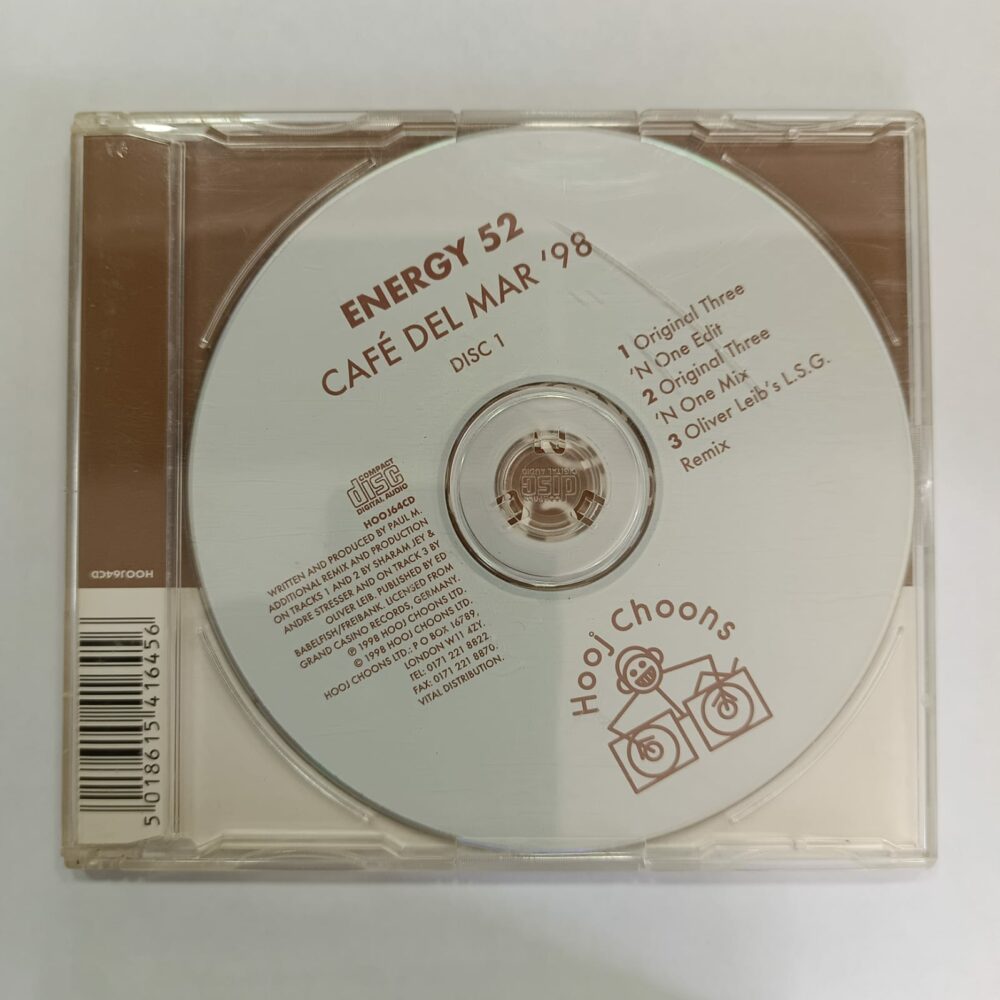 ENERGY 52
CAFÉ DEL MAR '98
DISC 1
1 Original Three
'N One Edit
2 Original Three
'N One Mix
3 Oliver Leib's L.S.G.
Remix
COMPACT
disc
DIGITAL AUDIO
HOOJ64CD
WRITTEN AND PRODUCED BY PAUL M.
ADDITIONAL REMIX AND PRODUCTION
ON TRACKS 1 AND 2 BY SHARAM JEY &
ANDRE STRESSER AND ON TRACK 3 BY
OLIVER LEIB. PUBLISHED BY ED
BABELFISH/FREIBANK. LICENSED FROM
GRAND CASINO RECORDS, GERMANY.
℗ 1998 HOOJ CHOONS LTD.
© 1998 HOOJ CHOONS LTD.
HOOJ CHOONS LTD.: P O BOX 16789,
LONDON W11 4ZY.
TEL: 0171 221 8822
FAX: 0171 221 8870.
VITAL DISTRIBUTION.
Hooj Choons
COMPACT
disc
DIGITAL AUDIO
HOOJ64CD
5 018615 416456